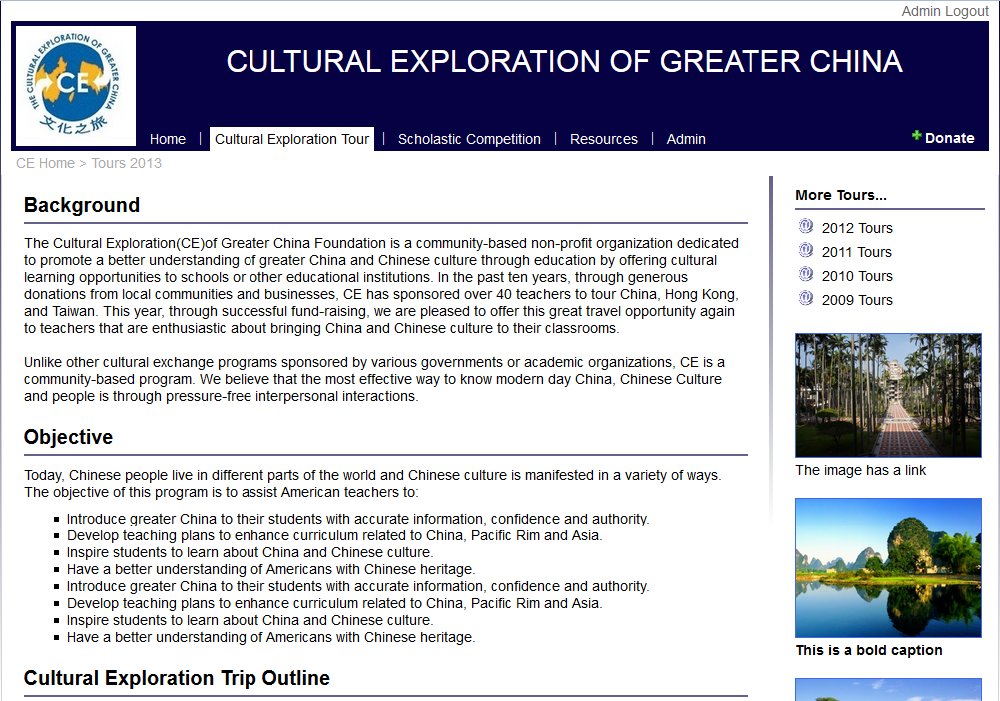 Admin Logout
THE CULTURAL EXPLORATION OF GREATER CHINA
CE
文化之旅
CULTURAL EXPLORATION OF GREATER CHINA
Home | Cultural Exploration Tour | Scholastic Competition | Resources | Admin
Donate
CE Home > Tours 2013
Background
The Cultural Exploration(CE)of Greater China Foundation is a community-based non-profit organization dedicated
to promote a better understanding of greater China and Chinese culture through education by offering cultural
learning opportunities to schools or other educational institutions. In the past ten years, through generous
donations from local communities and businesses, CE has sponsored over 40 teachers to tour China, Hong Kong,
and Taiwan. This year, through successful fund-raising, we are pleased to offer this great travel opportunity again
to teachers that are enthusiastic about bringing China and Chinese culture to their classrooms.
Unlike other cultural exchange programs sponsored by various governments or academic organizations, CE is a
community-based program. We believe that the most effective way to know modern day China, Chinese Culture
and people is through pressure-free interpersonal interactions.
Objective
Today, Chinese people live in different parts of the world and Chinese culture is manifested in a variety of ways.
The objective of this program is to assist American teachers to:
Introduce greater China to their students with accurate information, confidence and authority.
Develop teaching plans to enhance curriculum related to China, Pacific Rim and Asia.
Inspire students to learn about China and Chinese culture.
Have a better understanding of Americans with Chinese heritage.
Introduce greater China to their students with accurate information, confidence and authority.
Develop teaching plans to enhance curriculum related to China, Pacific Rim and Asia.
Inspire students to learn about China and Chinese culture.
Have a better understanding of Americans with Chinese heritage.
Cultural Exploration Trip Outline
More Tours...
2012 Tours
2011 Tours
2010 Tours
2009 Tours
The image has a link
This is a bold caption